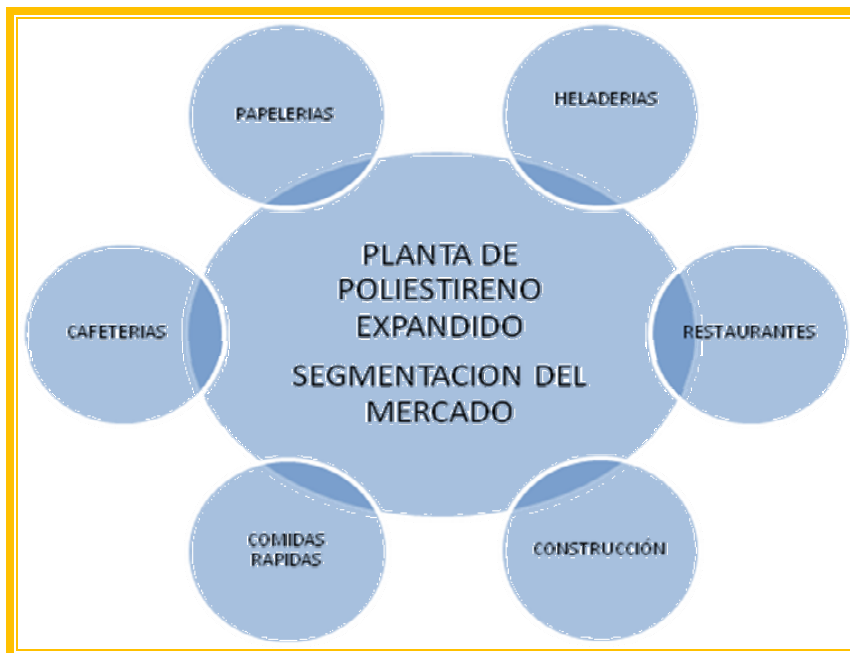 PAPELERIAS
HELADERIAS
PLANTA DE
POLIESTIRENO
EXPANDIDO
SEGMENTACION DEL
MERCADO
CAFETERIAS
RESTAURANTES
COMIDAS
RAPIDAS
CONSTRUCCIÓN